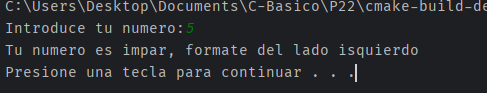 C:\Users\Desktop\Documents\C-Basico\P22\cmake-build-de
Introduce tu numero:5
Tu numero es impar, formate del lado isquierdo
Presione una tecla para continuar . . .